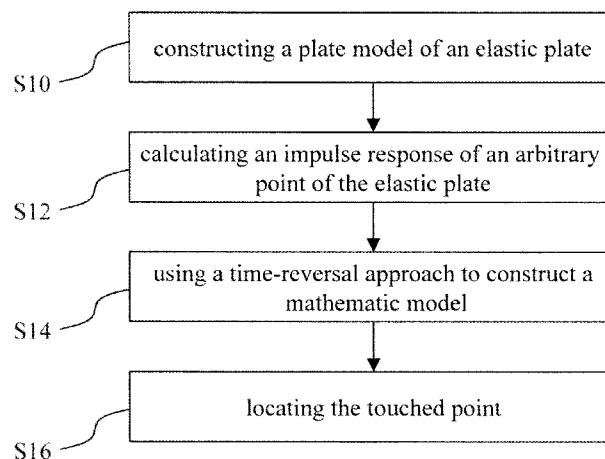 constructing a plate model of an elastic plate
S10
calculating an impulse response of an arbitrary
point of the elastic plate
S12
using a time-reversal approach to construct a
mathematic model
S14
locating the touched point
S16